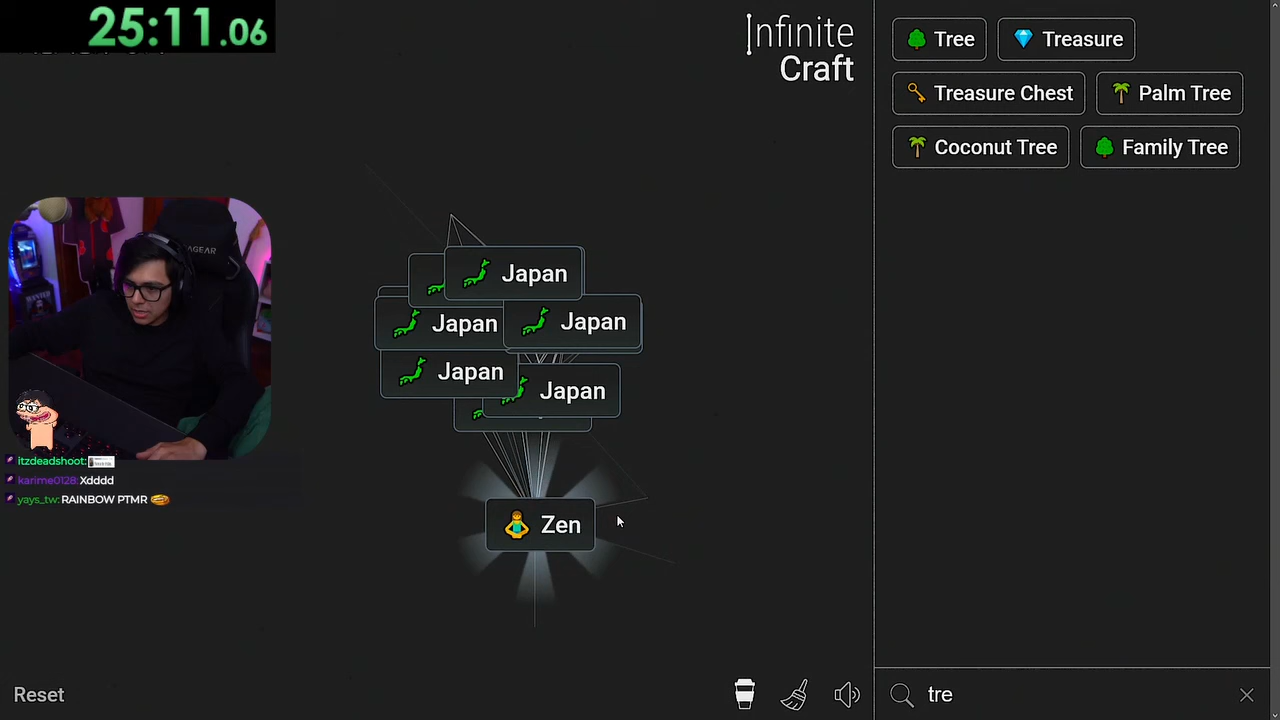 25:11.06
Infinite
Craft
Tree
Treasure
Treasure Chest
Palm Tree
Coconut Tree
Family Tree
Japan
Japan
Japan
Japan
Japan
Zen
itzdeadshoot:
karime0128: Xdddd
yays_tw: RAINBOW PTMR
Reset
tre